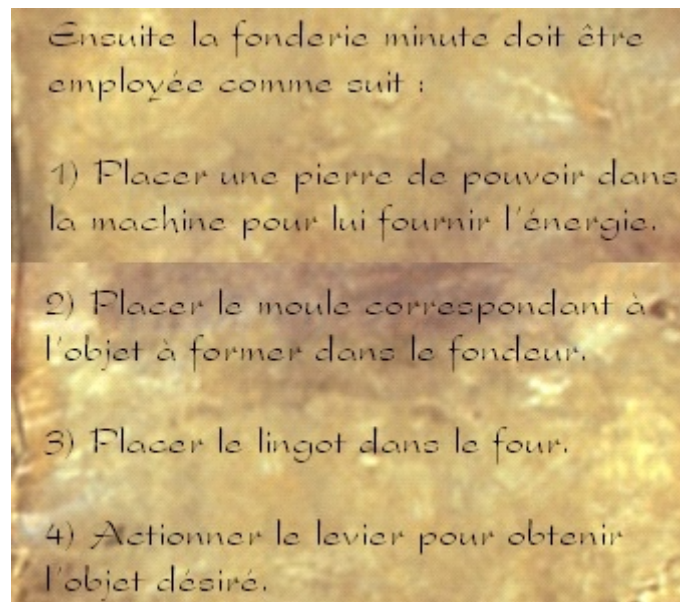 Ensuite la fonderie minute doit être
employée comme suit :
1) Placer une pierre de pouvoir dans
la machine pour lui fournir l'énergie.
2) Placer le moule correspondant à
l'objet à former dans le fondeur.
3) Placer le lingot dans le four.
4) Actionner le levier pour obtenir
l'objet désiré.